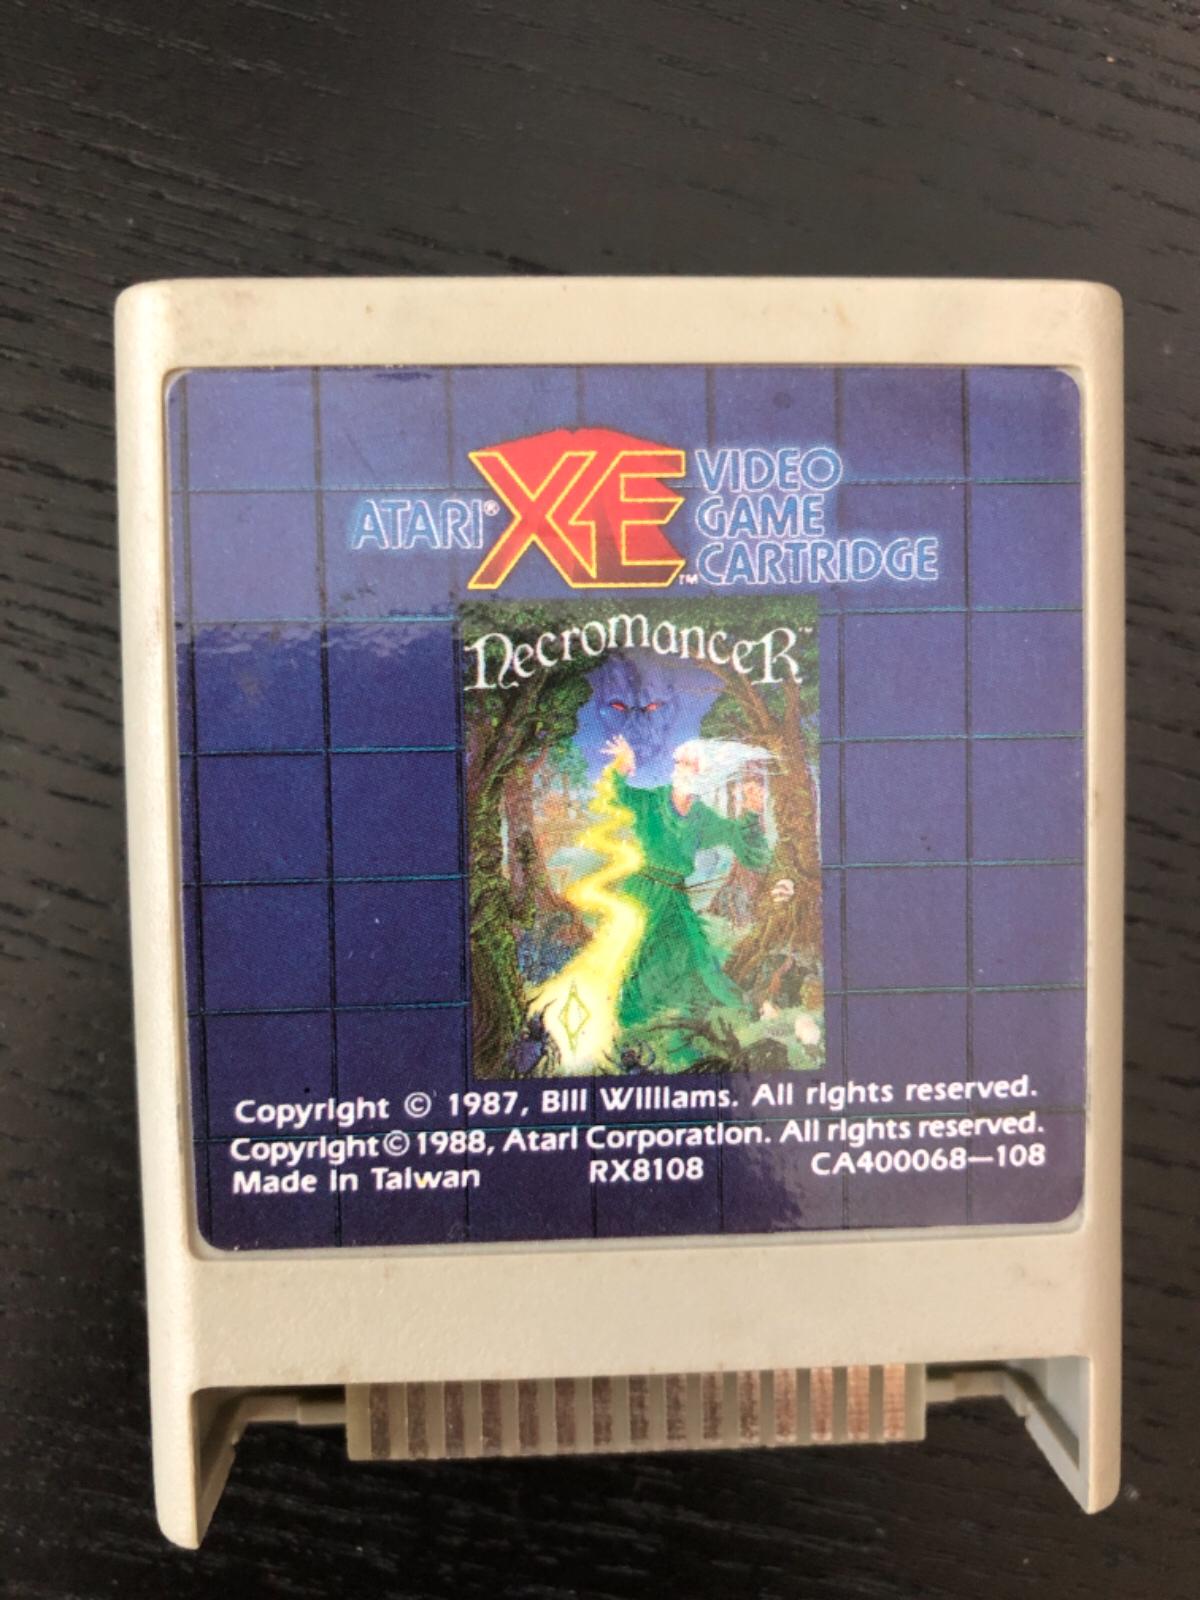 ATARI® XE™ VIDEO GAME CARTRIDGE
Necromancer™
Copyright © 1987, Bill Williams. All rights reserved.
Copyright © 1988, Atari Corporation. All rights reserved.
Made in Taiwan RX8108 CA400068–108